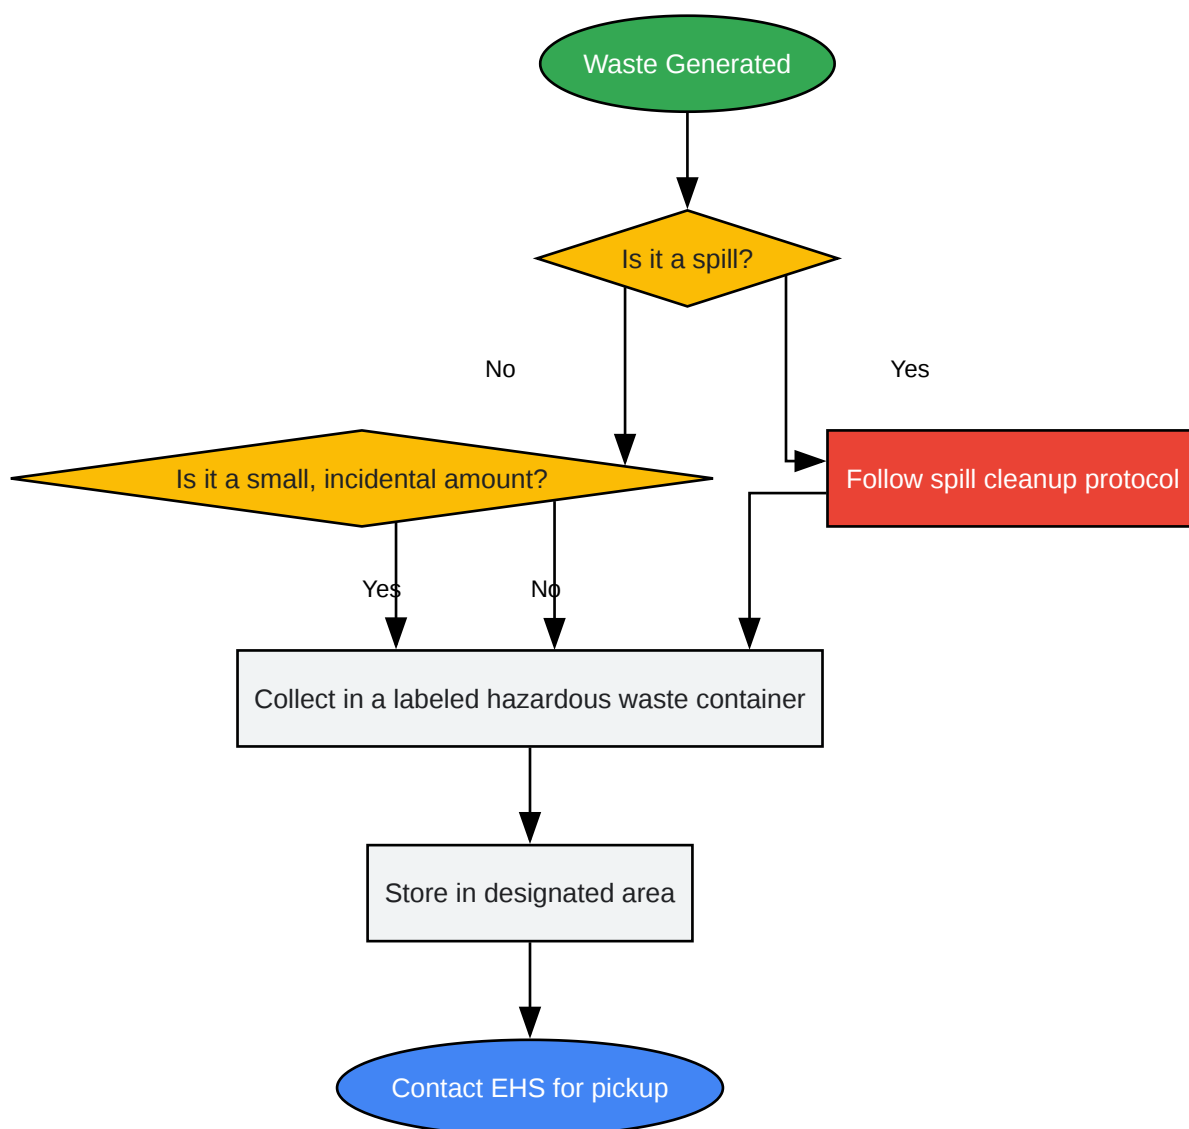 Waste Generated
Is it a spill?
No
Yes
Is it a small, incidental amount?
Follow spill cleanup protocol
Yes
No
Collect in a labeled hazardous waste container
Store in designated area
Contact EHS for pickup